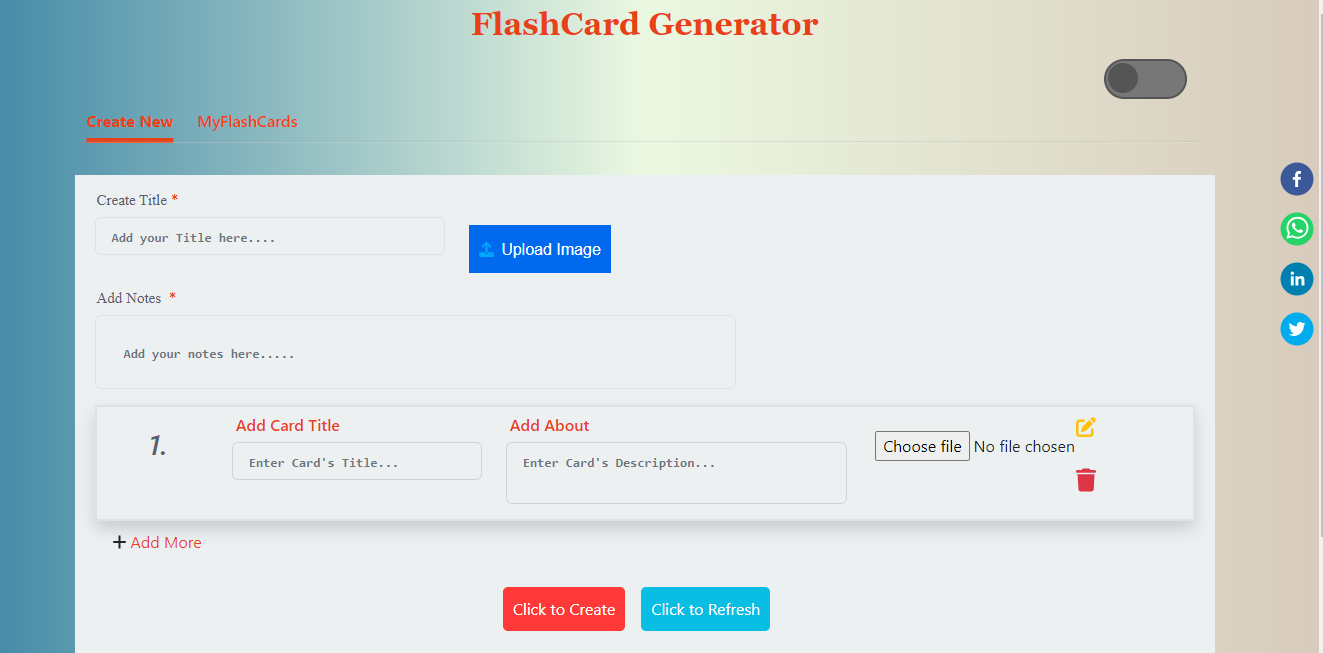 FlashCard Generator
Create New MyFlashCards
Create Title *
Add your Title here....
Upload Image
Add Notes *
Add your notes here.....
1.
Add Card Title
Enter Card's Title...
Add About
Enter Card's Description...
Choose file No file chosen
+ Add More
Click to Create Click to Refresh